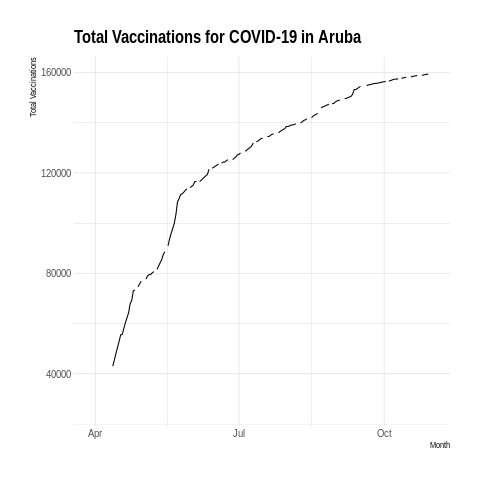 Total Vaccinations for COVID-19 in Aruba
Total Vaccinations
160000
120000
80000
40000
Apr Jul Oct
Month